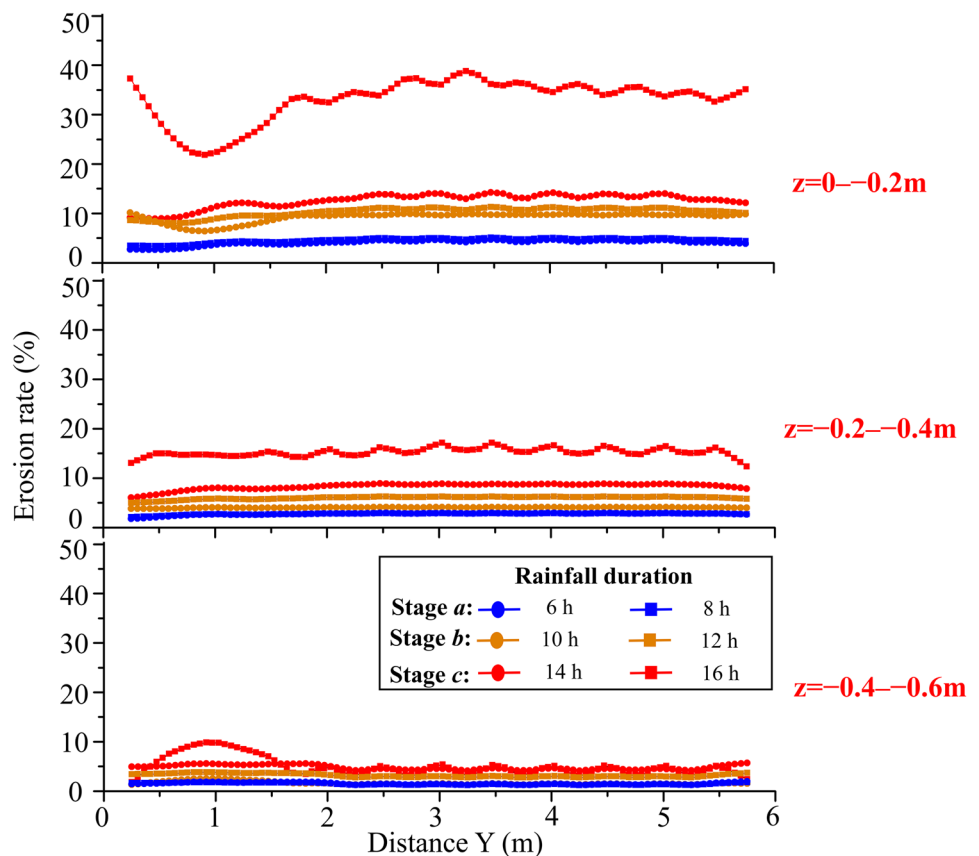 50
40
30
20
10
0
z=0–−0.2m
50
40
30
20
10
0
z=−0.2–−0.4m
Erosion rate (%)
50
40
30
20
10
0
Rainfall duration
Stage a: 6 h 8 h
Stage b: 10 h 12 h
Stage c: 14 h 16 h
z=−0.4–−0.6m
0 1 2 3 4 5 6
Distance Y (m)